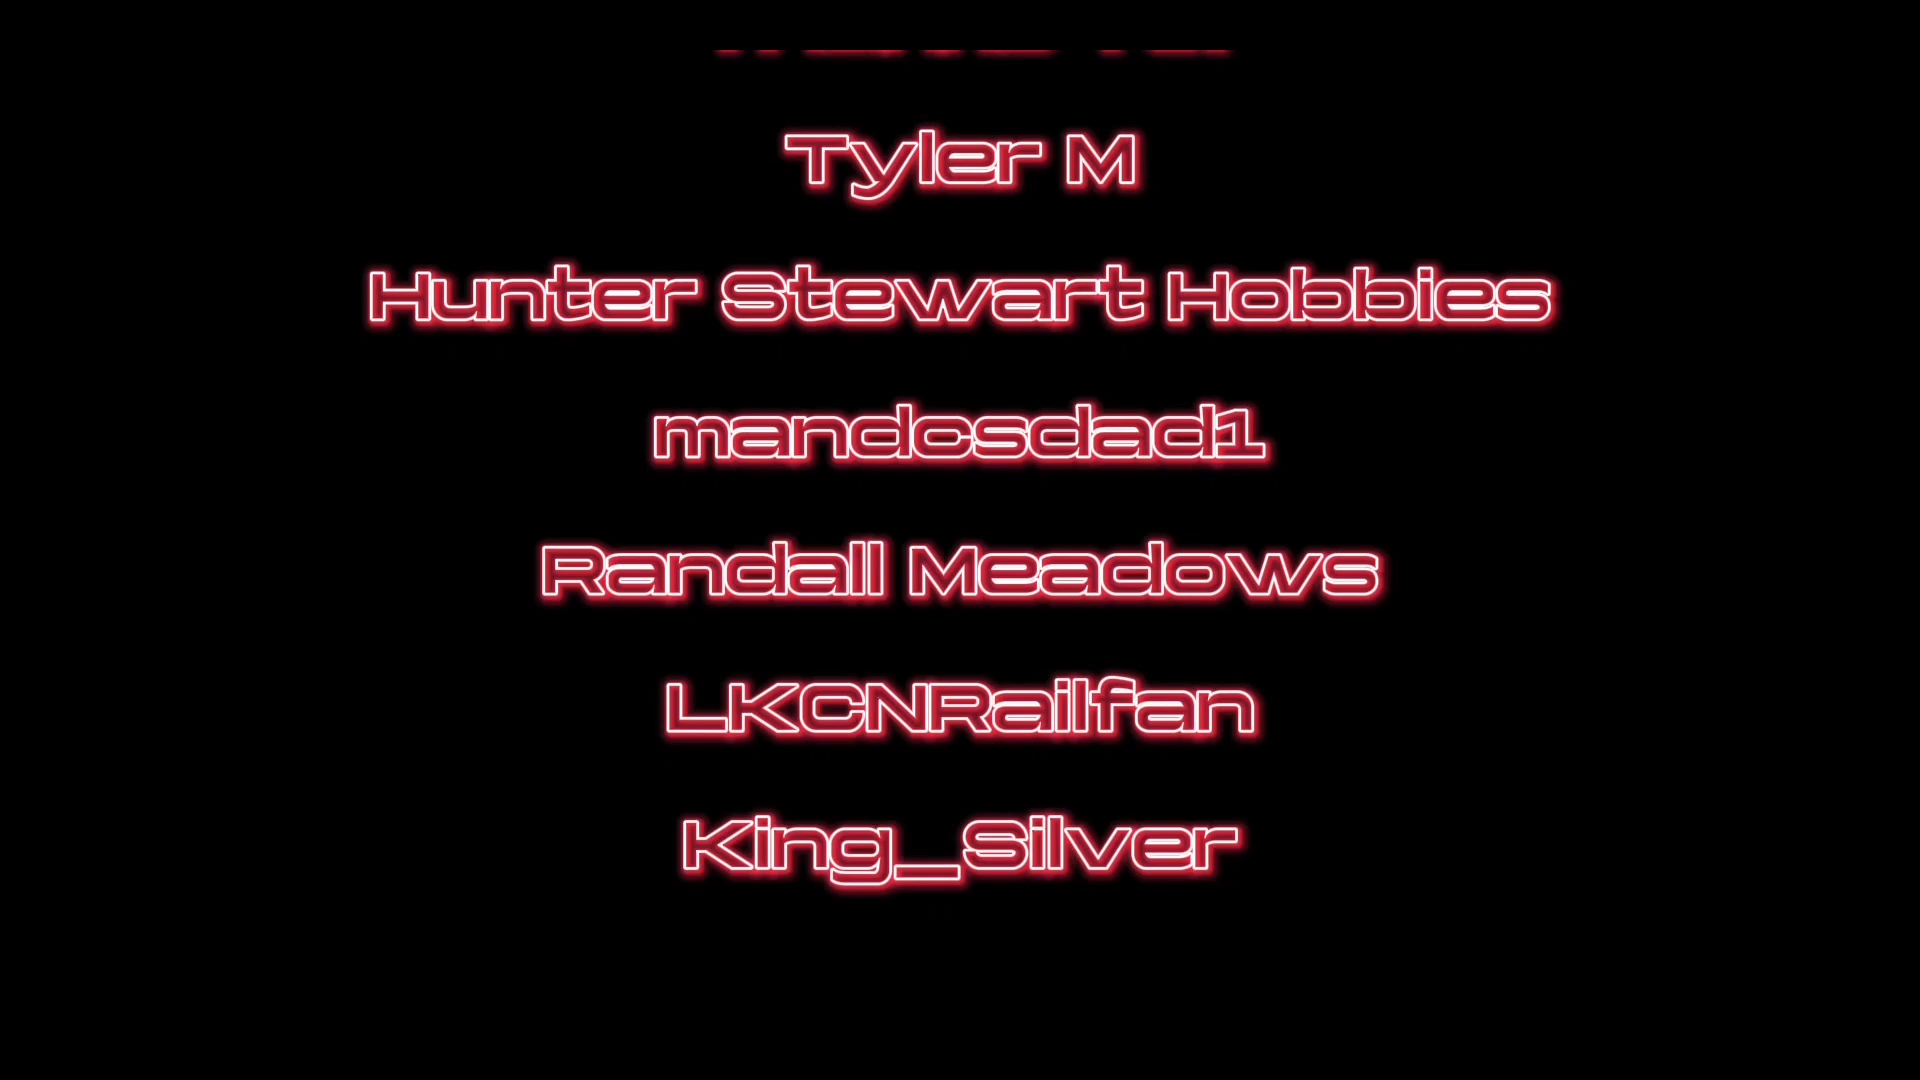 Tyler M
Hunter Stewart Hobbies
mandosdad1
Randall Meadows
LKCNRailfan
King_Silver